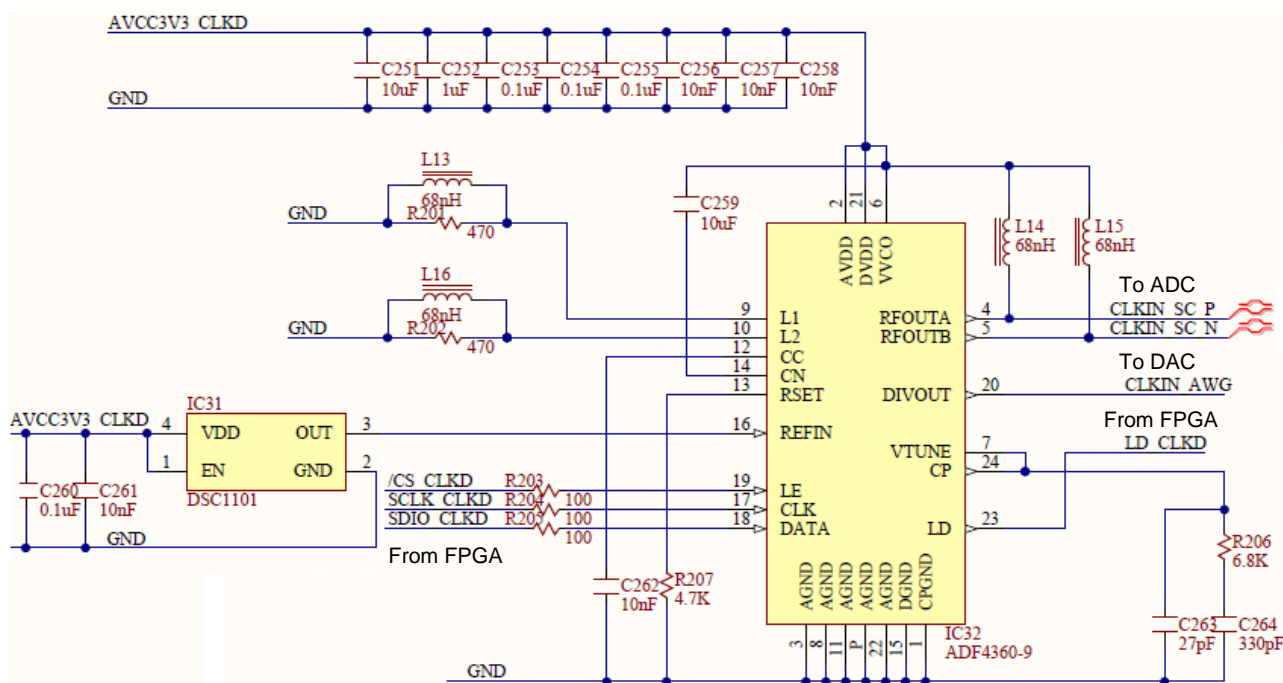 AVCC3V3_CLKD
C251 C252 C253 C254 C255 C256 C257 C258
10uF 1uF 0.1uF 0.1uF 0.1uF 10nF 10nF 10nF
GND
L13
68nH
GND
R201
470
C259
10uF
2 21 6
AVDD DVDD VVCO
L14
68nH
L15
68nH
L16
68nH
GND
R202
470
9 L1
10 L2
12 CC
14 CN
13 RSET
16 REFIN
19 LE
17 CLK
18 DATA
RFOUTA 4
RFOUTB 5
DIVOUT 20
VTUNE 7
CP 24
LD 23
To ADC
CLKIN_SC_P
CLKIN_SC_N
To DAC
CLKIN_AWG
From FPGA
LD_CLKD
AVCC3V3_CLKD
IC31
4 VDD OUT 3
1 EN GND 2
DSC1101
C260
0.1uF
C261
10nF
GND
/CS_CLKD R203
100
SCLK_CLKD R204
100
SDIO_CLKD R205
100
From FPGA
C262
10nF
R207
4.7K
AGND AGND AGND AGND AGND DGND CPGND
3 8 11 P 22 15 1
IC32
ADF4360-9
R206
6.8K
C263
27pF
C264
330pF
GND